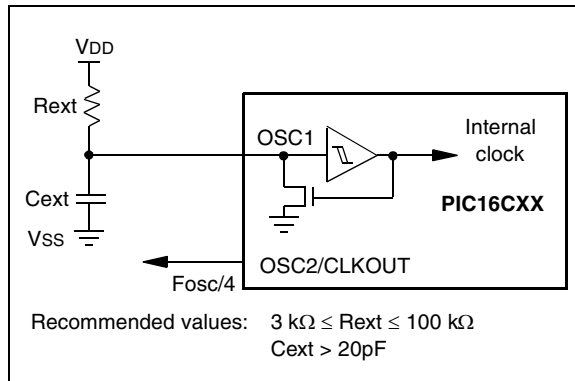 VDD
Rext
OSC1
Internal
clock
Cext
PIC16CXX
VSS
OSC2/CLKOUT
Fosc/4
Recommended values: 3 kΩ ≤ Rext ≤ 100 kΩ
Cext > 20pF